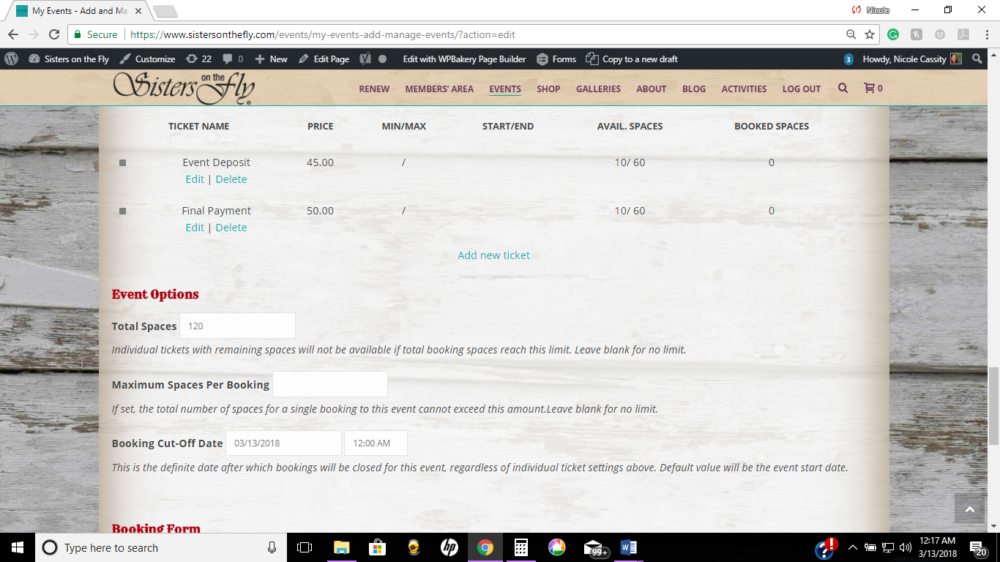 My Events - Add and Ma
Nicole
Secure | https://www.sistersonthefly.com/events/my-events-add-manage-events/?action=edit
Sisters on the Fly Customize 22 0 New Edit Page Edit with WPBakery Page Builder Forms Copy to a new draft 3 Howdy, Nicole Cassity
Sisters on the Fly
RENEW MEMBERS' AREA EVENTS SHOP GALLERIES ABOUT BLOG ACTIVITIES LOG OUT 0
TICKET NAME PRICE MIN/MAX START/END AVAIL. SPACES BOOKED SPACES
Event Deposit 45.00 / 10/ 60 0
Edit | Delete
Final Payment 50.00 / 10/ 60 0
Edit | Delete
Add new ticket
Event Options
Total Spaces 120
Individual tickets with remaining spaces will not be available if total booking spaces reach this limit. Leave blank for no limit.
Maximum Spaces Per Booking
If set, the total number of spaces for a single booking to this event cannot exceed this amount.Leave blank for no limit.
Booking Cut-Off Date 03/13/2018 12:00 AM
This is the definite date after which bookings will be closed for this event, regardless of individual ticket settings above. Default value will be the event start date.
Booking Form
Type here to search
99+
12:17 AM
3/13/2018
20